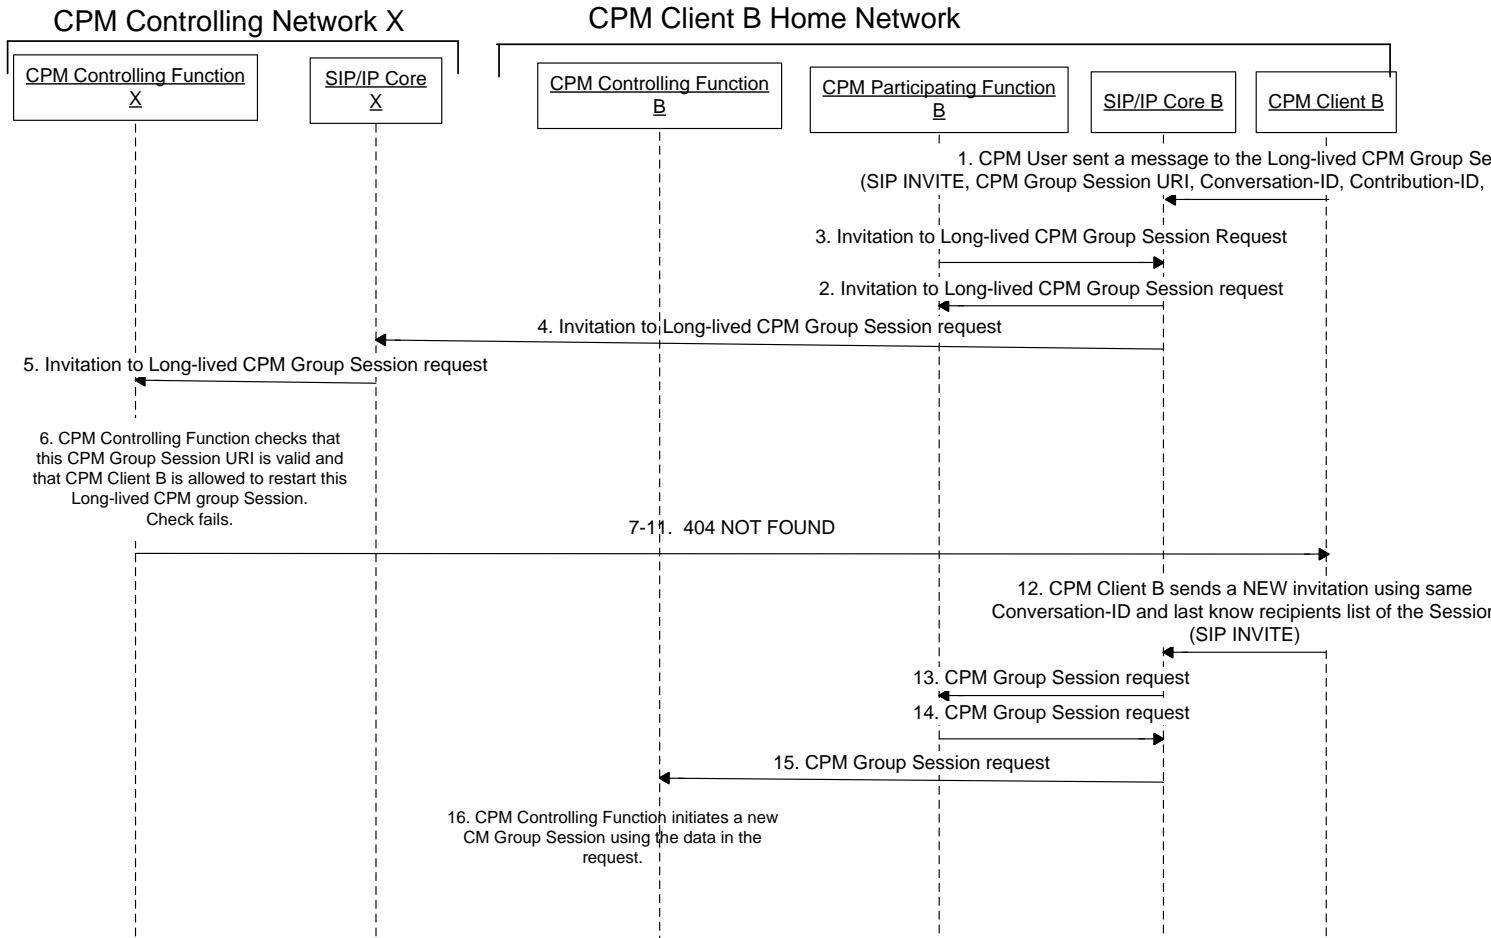 CPM Controlling Network X
CPM Client B Home Network
CPM Controlling Function
X
SIP/IP Core
X
CPM Controlling Function
B
CPM Participating Function
B
SIP/IP Core B
CPM Client B
1. CPM User sent a message to the Long-lived CPM Group Se
(SIP INVITE, CPM Group Session URI, Conversation-ID, Contribution-ID,
3. Invitation to Long-lived CPM Group Session Request
2. Invitation to Long-lived CPM Group Session request
4. Invitation to Long-lived CPM Group Session request
5. Invitation to Long-lived CPM Group Session request
6. CPM Controlling Function checks that
this CPM Group Session URI is valid and
that CPM Client B is allowed to restart this
Long-lived CPM group Session.
Check fails.
7-11. 404 NOT FOUND
12. CPM Client B sends a NEW invitation using same
Conversation-ID and last know recipients list of the Session
(SIP INVITE)
13. CPM Group Session request
14. CPM Group Session request
15. CPM Group Session request
16. CPM Controlling Function initiates a new
CM Group Session using the data in the
request.